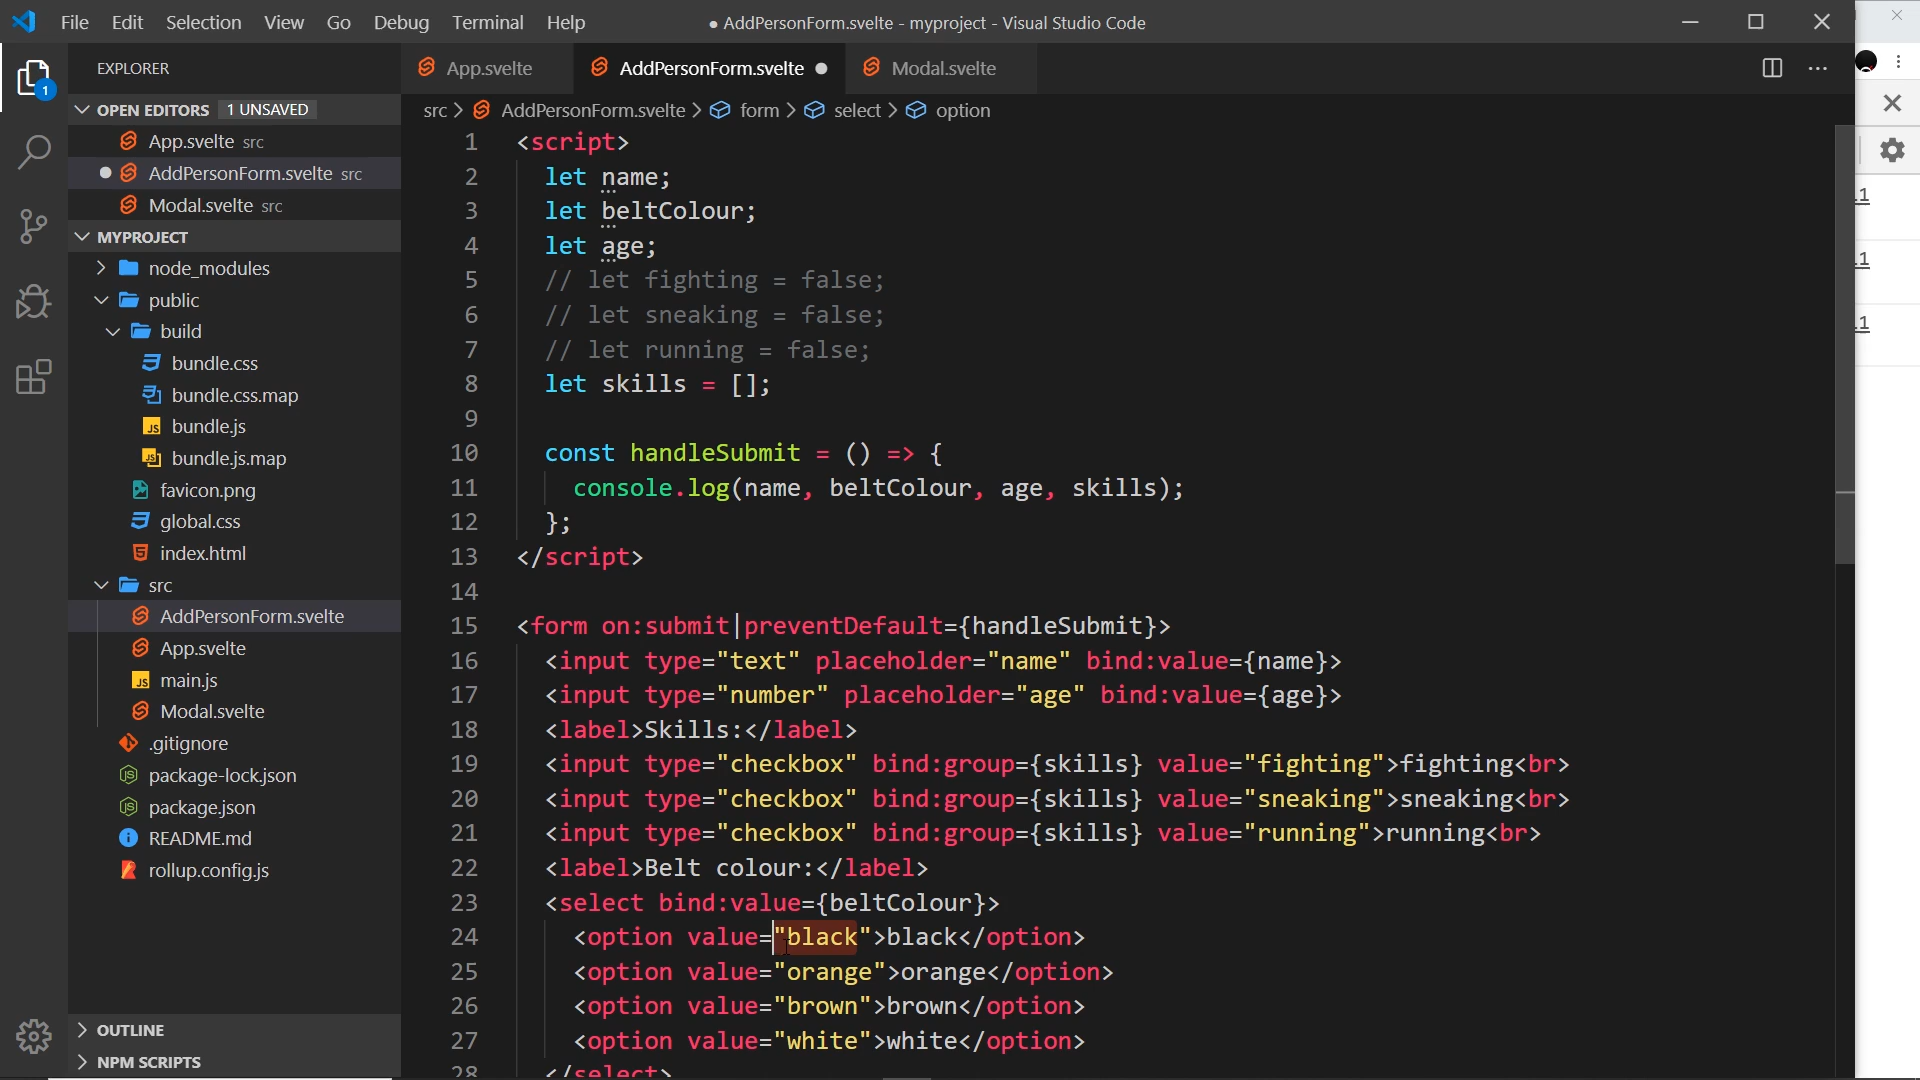 File Edit Selection View Go Debug Terminal Help
● AddPersonForm.svelte - myproject - Visual Studio Code
EXPLORER
OPEN EDITORS 1 UNSAVED
App.svelte src
AddPersonForm.svelte src
Modal.svelte src
MYPROJECT
node_modules
public
build
bundle.css
bundle.css.map
bundle.js
bundle.js.map
favicon.png
global.css
index.html
src
AddPersonForm.svelte
App.svelte
main.js
Modal.svelte
.gitignore
package-lock.json
package.json
README.md
rollup.config.js
OUTLINE
NPM SCRIPTS
1
App.svelte AddPersonForm.svelte ● Modal.svelte
src > AddPersonForm.svelte > form > select > option
1 <script>
2 let name;
3 let beltColour;
4 let age;
5 // let fighting = false;
6 // let sneaking = false;
7 // let running = false;
8 let skills = [];
9
10 const handleSubmit = () => {
11 console.log(name, beltColour, age, skills);
12 };
13 </script>
14
15 <form on:submit|preventDefault={handleSubmit}>
16 <input type="text" placeholder="name" bind:value={name}>
17 <input type="number" placeholder="age" bind:value={age}>
18 <label>Skills:</label>
19 <input type="checkbox" bind:group={skills} value="fighting">fighting<br>
20 <input type="checkbox" bind:group={skills} value="sneaking">sneaking<br>
21 <input type="checkbox" bind:group={skills} value="running">running<br>
22 <label>Belt colour:</label>
23 <select bind:value={beltColour}>
24 <option value="black">black</option>
25 <option value="orange">orange</option>
26 <option value="brown">brown</option>
27 <option value="white">white</option>
28 </select>